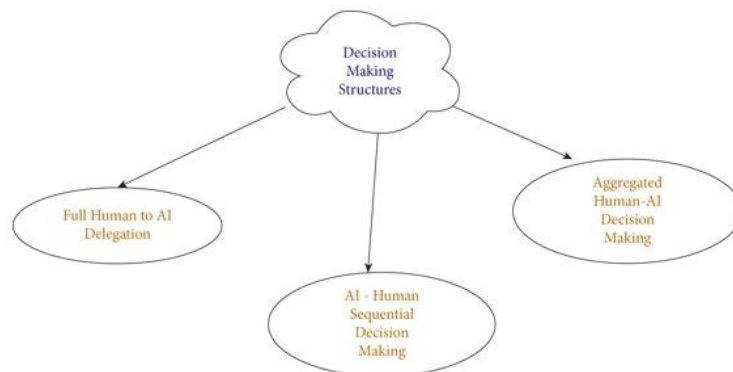 Decision
Making
Structures
Full Human to AI
Delegation
AI - Human
Sequential
Decision
Making
Aggregated
Human-AI
Decision
Making